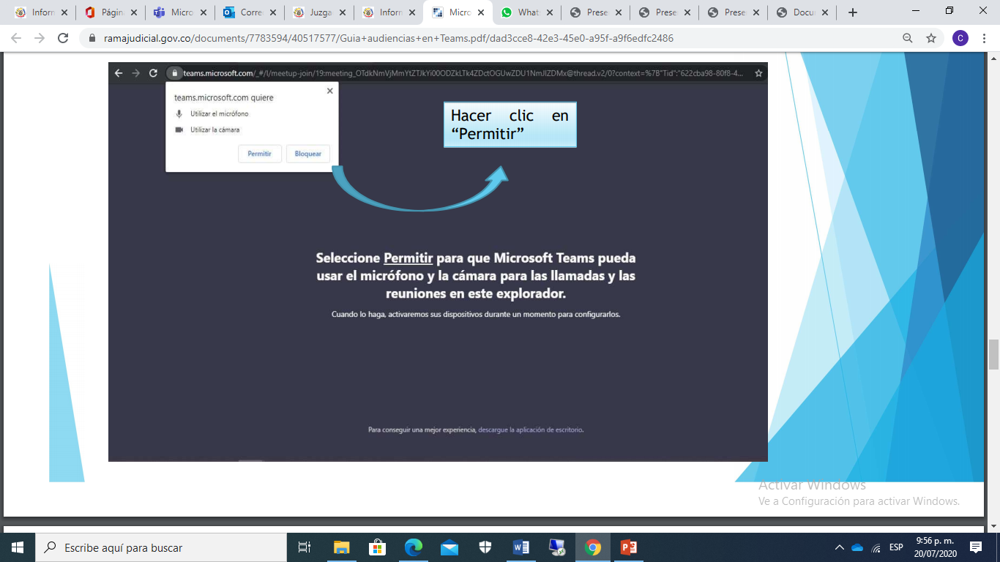 Inform
Págin
Micro
Corre
Juzga
Inform
Micro
What
Prese
Prese
Prese
Docu
ramajudicial.gov.co/documents/7783594/40517577/Guia+audiencias+en+Teams.pdf/dad3cce8-42e3-45e0-a95f-a9f6edfc2486
C
teams.microsoft.com/_#/l/meetup-join/19:meeting_OTdkNmVjMmYtZTJkYi00ODZkLTk4ZDctOGUwZDU1NmJlZDMx@thread.v2/0?context=%7B"Tid":"622cba98-80f8-4...
teams.microsoft.com quiere
Utilizar el micrófono
Utilizar la cámara
Permitir Bloquear
Hacer clic en
“Permitir”
Seleccione Permitir para que Microsoft Teams pueda
usar el micrófono y la cámara para las llamadas y las
reuniones en este explorador.
Cuando lo haga, activaremos sus dispositivos durante un momento para configurarlos.
Para conseguir una mejor experiencia, descargue la aplicación de escritorio.
Activar Windows
Ve a Configuración para activar Windows.
Escribe aquí para buscar
ESP
9:56 p. m.
20/07/2020